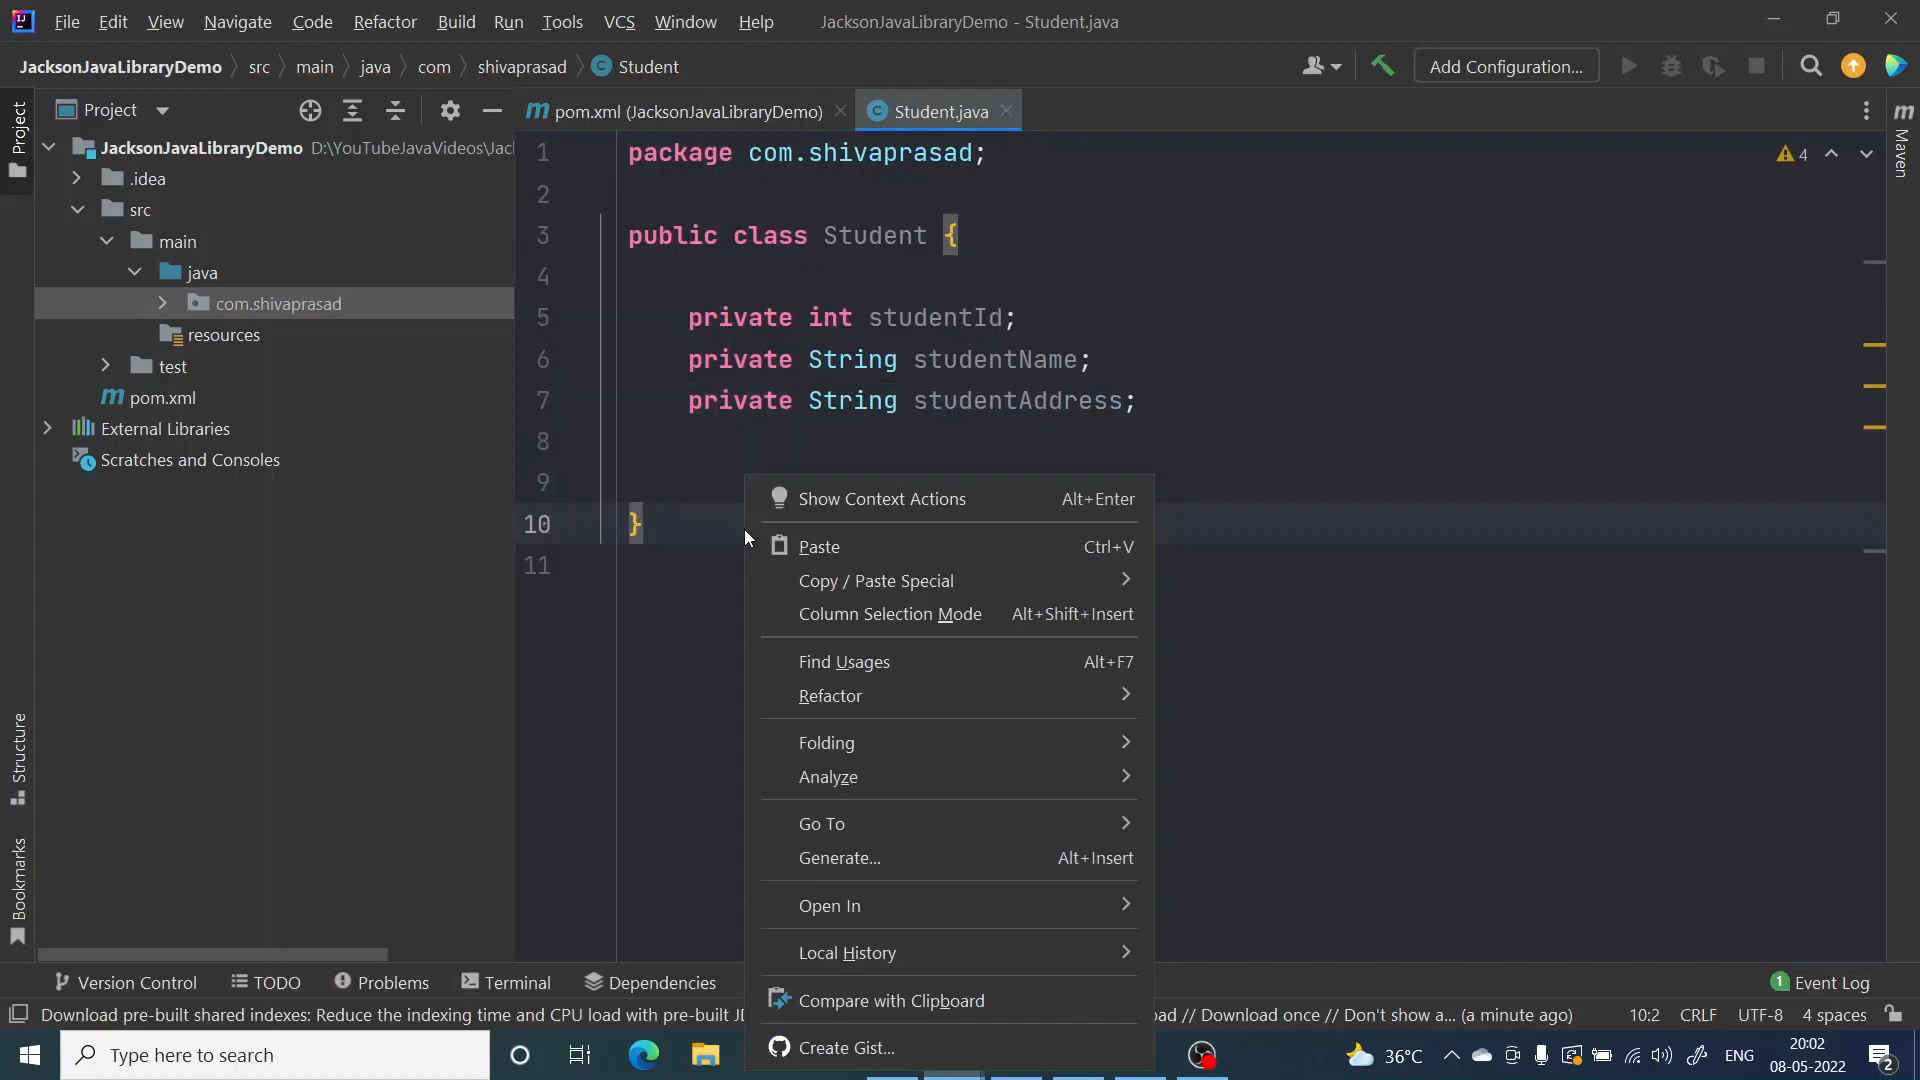 File Edit View Navigate Code Refactor Build Run Tools VCS Window Help JacksonJavaLibraryDemo - Student.java
JacksonJavaLibraryDemo src main java com shivaprasad Student Add Configuration...
Project
Project
pom.xml (JacksonJavaLibraryDemo)
Student.java
Maven
JacksonJavaLibraryDemo D:\YouTubeJavaVideos\Jac
.idea
src
main
java
com.shivaprasad
resources
test
pom.xml
External Libraries
Scratches and Consoles
Structure
Bookmarks
1 package com.shivaprasad; 4
2
3 public class Student {
4
5 private int studentId;
6 private String studentName;
7 private String studentAddress;
8
9
10 }
11
Show Context Actions Alt+Enter
Paste Ctrl+V
Copy / Paste Special
Column Selection Mode Alt+Shift+Insert
Find Usages Alt+F7
Refactor
Folding
Analyze
Go To
Generate... Alt+Insert
Open In
Local History
Compare with Clipboard
Create Gist...
Version Control TODO Problems Terminal Dependencies 1 Event Log
Download pre-built shared indexes: Reduce the indexing time and CPU load with pre-built JD
ad // Download once // Don't show a... (a minute ago) 10:2 CRLF UTF-8 4 spaces
Type here to search 36°C ENG 20:02
08-05-2022 2